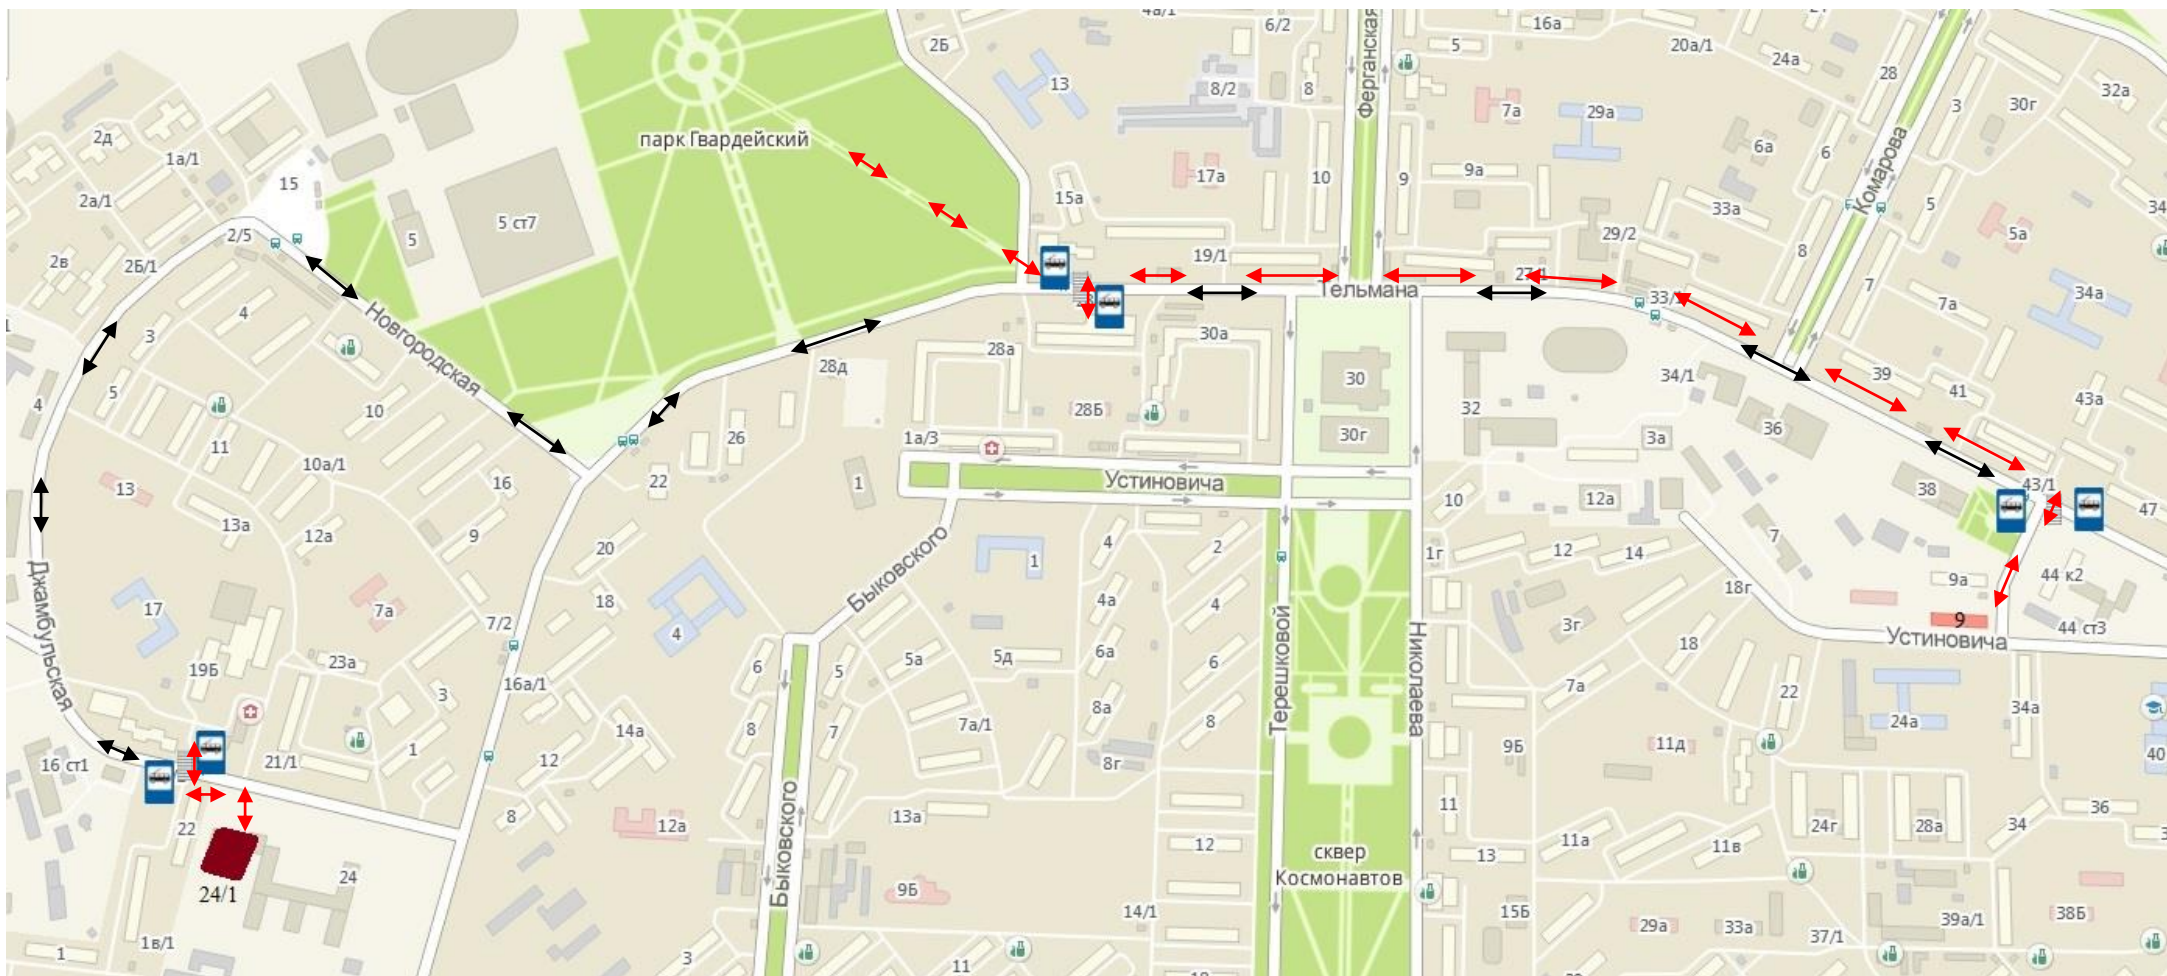 4а/1
6/2
16а
24
2Б
5
20а/1
24а
28
13
8/2
8
Ферганская
7а
29а
3
30г
32а
2д
1а/1
парк Гвардейский
6а
6
Комарова
15
17а
10
9
9а
2а/1
15а
33а
5
34
5 ст7
5
29/2
5а
2/5
19/1
8
2в
2Б/1
27/1
7
Тельмана
33/1
7а
34а
4
3
Новгородская
30а
28а
28д
34/1
39
41
30
4
5
10
28Б
32
43а
11
26
1а/3
30г
3а
36
10а/1
22
1
Устиновича
13
16
10
12а
38
43/1
47
13а
12а
9
20
Быковского
1
4
2
1г
12
14
7
Джамбульская
18г
9а
44 к2
17
7а
18
4а
4
3г
9
7/2
4
Терешковой
Николаева
18
Устиновича
44 ст3
19Б
23а
6
5
5а
5д
6а
6
3
16а/1
7а
22
24а
34а
14а
8
7
7а/1
8а
8
16 ст1
21/1
1
12
8г
9Б
11д
40
22
8
12а
Быковского
13а
11
24г
28а
34
36
24/1
24
12
сквер
Космонавтов
13
11а
11в
9Б
14/1
15Б
29а
33а
37/1
39а/1
38Б
1
1в/1
3
11